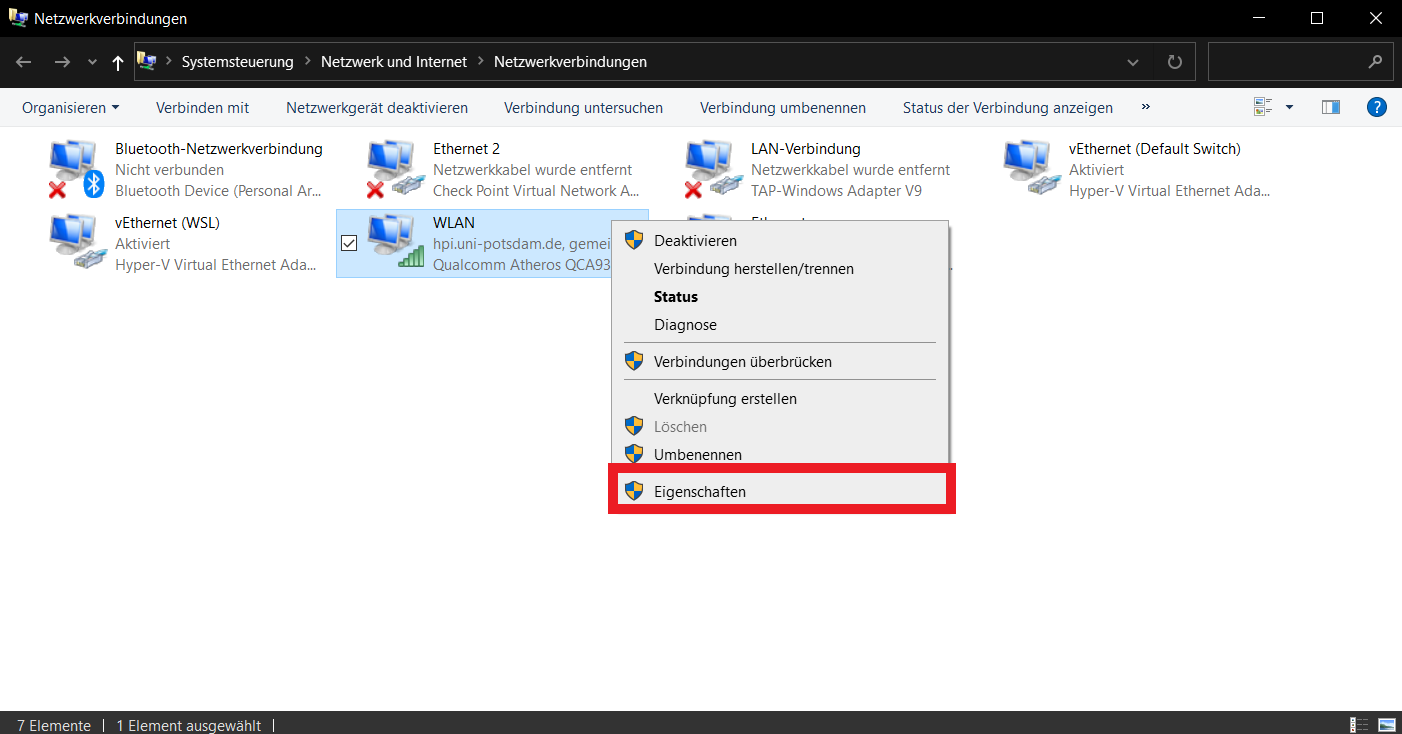 Netzwerkverbindungen
Systemsteuerung > Netzwerk und Internet > Netzwerkverbindungen
Organisieren Verbinden mit Netzwerkgerät deaktivieren Verbindung untersuchen Verbindung umbenennen Status der Verbindung anzeigen » ?
Bluetooth-Netzwerkverbindung
Nicht verbunden
Bluetooth Device (Personal Ar...
Ethernet 2
Netzwerkkabel wurde entfernt
Check Point Virtual Network A...
LAN-Verbindung
Netzwerkkabel wurde entfernt
TAP-Windows Adapter V9
vEthernet (Default Switch)
Aktiviert
Hyper-V Virtual Ethernet Ada...
vEthernet (WSL)
Aktiviert
Hyper-V Virtual Ethernet Ada...
WLAN
hpi.uni-potsdam.de, gemei
Qualcomm Atheros QCA93
Deaktivieren
Verbindung herstellen/trennen
Status
Diagnose
Verbindungen überbrücken
Verknüpfung erstellen
Löschen
Umbenennen
Eigenschaften
7 Elemente | 1 Element ausgewählt |